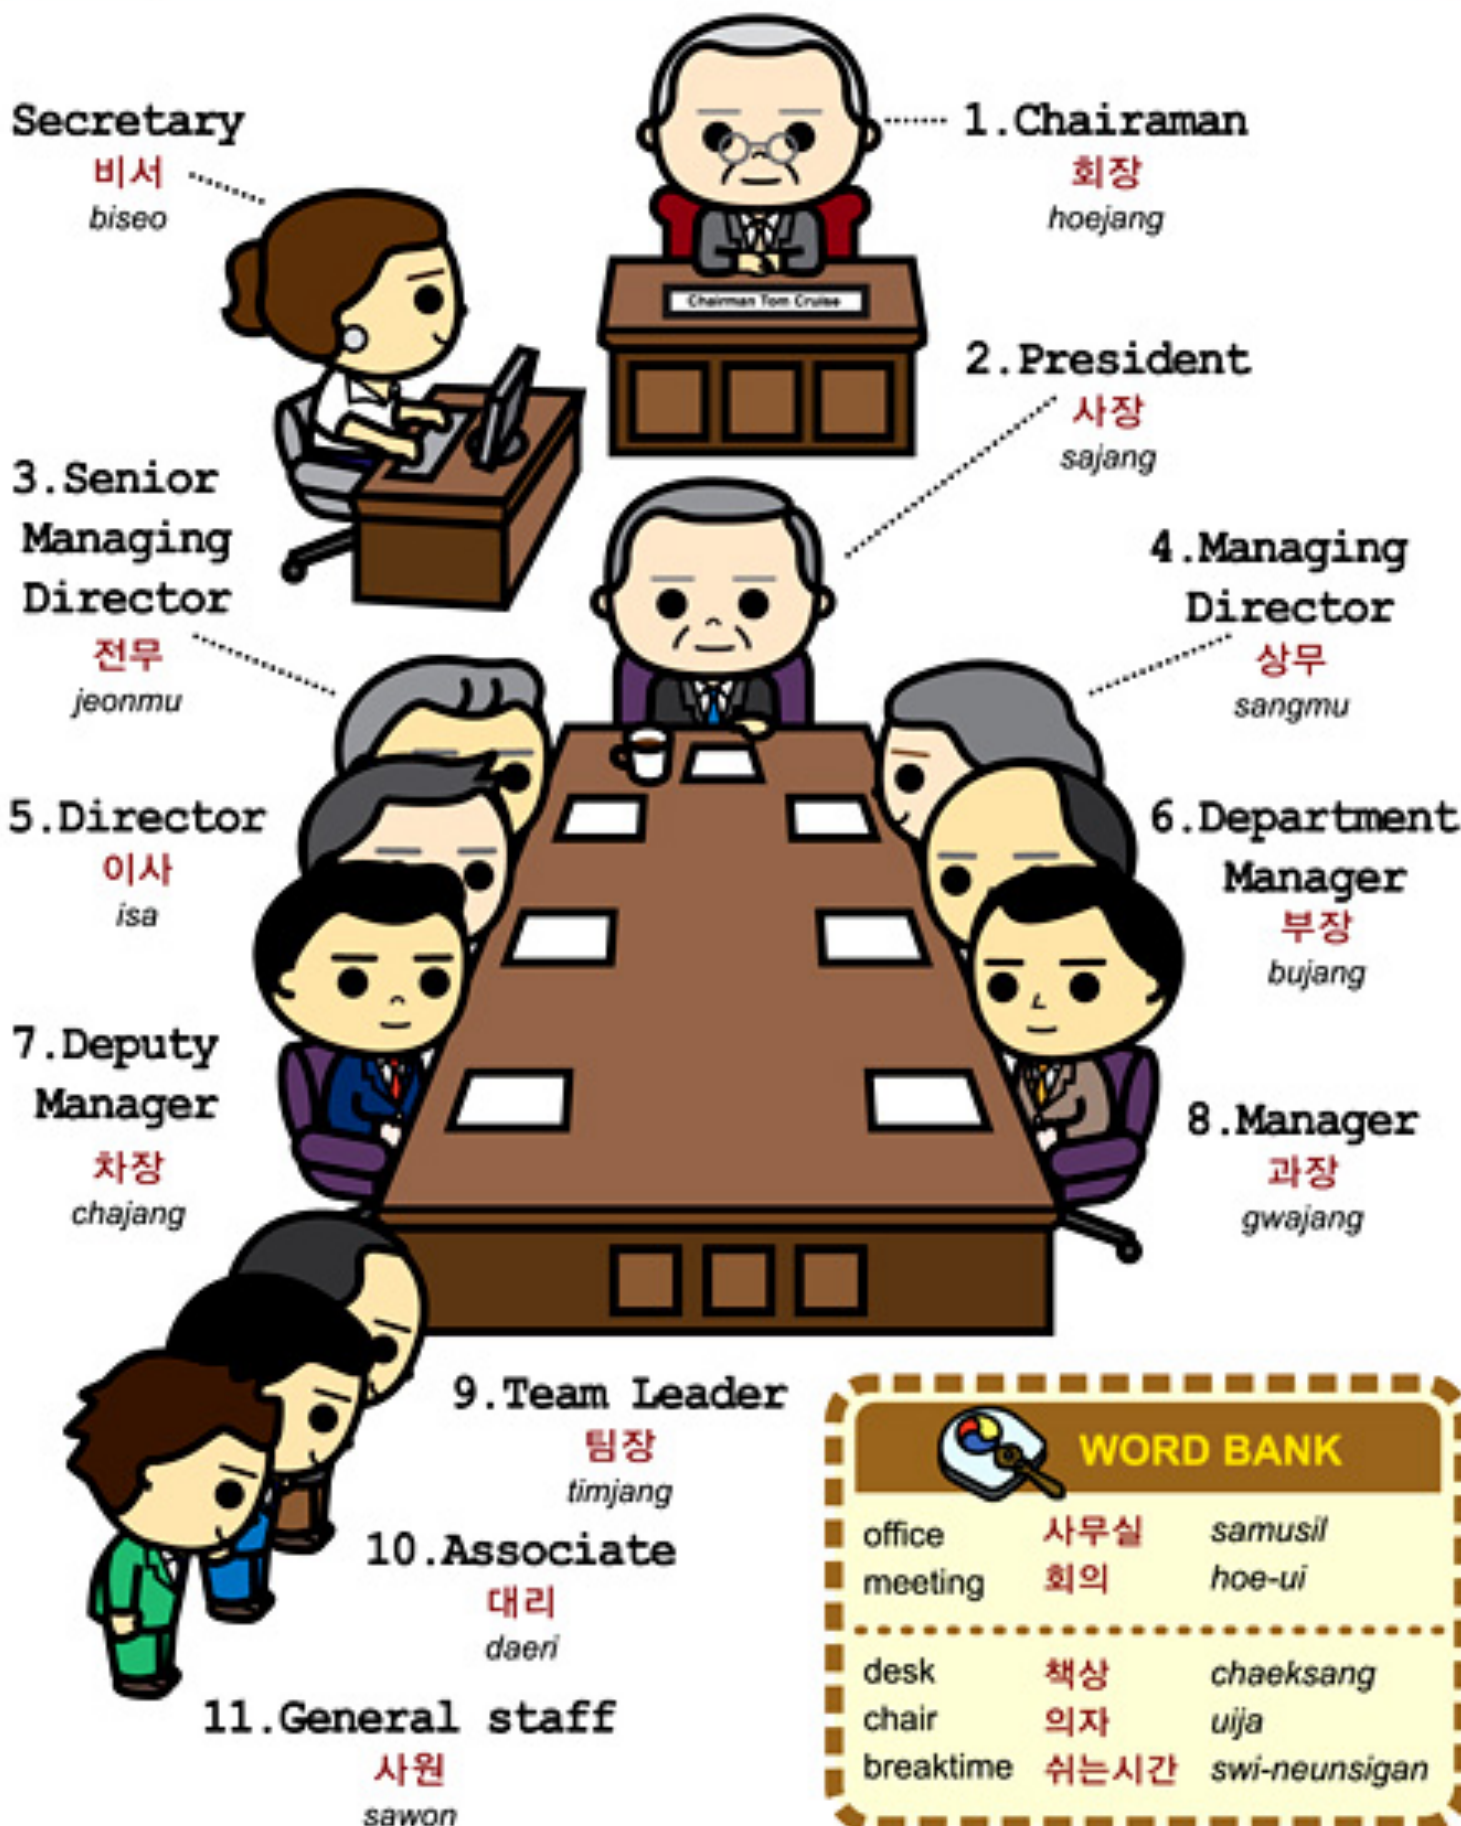 Secretary
비서
biseo
1.Chairaman
회장
hoejang
Chairman Tom Cruise
2.President
사장
sajang
3.Senior
Managing
Director
전무
jeonmu
4.Managing
Director
상무
sangmu
5.Director
이사
isa
6.Department
Manager
부장
bujang
7.Deputy
Manager
차장
chajang
8.Manager
과장
gwajang
9.Team Leader
팀장
timjang
10.Associate
대리
daeri
11.General staff
사원
sawon
WORD BANK
office 사무실 samusil
meeting 회의 hoe-ui
desk 책상 chaeksang
chair 의자 uija
breaktime 쉬는시간 swi-neunsigan